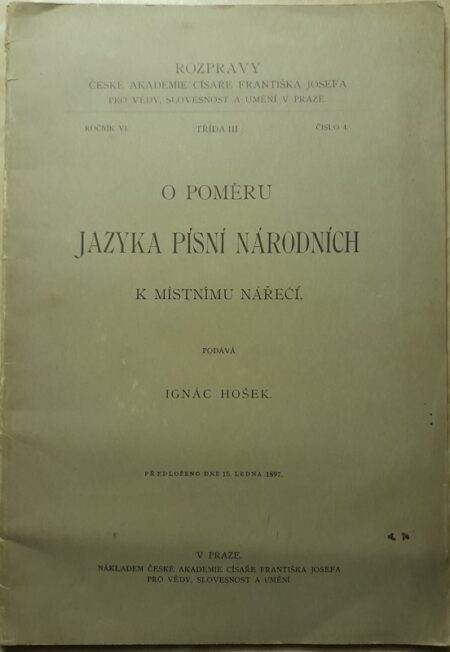 ROZPRAVY
ČESKÉ AKADEMIE CÍSAŘE FRANTIŠKA JOSEFA
PRO VĚDY, SLOVESNOST A UMĚNÍ V PRAZE.
ROČNÍK VI. TŘÍDA III ČÍSLO 4.
O POMĚRU
JAZYKA PÍSNÍ NÁRODNÍCH
K MÍSTNÍMU NÁŘEČÍ.
PODÁVÁ
IGNÁC HOŠEK.
PŘEDLOŽENO DNE 15. LEDNA 1897.
V PRAZE.
NÁKLADEM ČESKÉ AKADEMIE CÍSAŘE FRANTIŠKA JOSEFA
PRO VĚDY, SLOVESNOST A UMĚNÍ